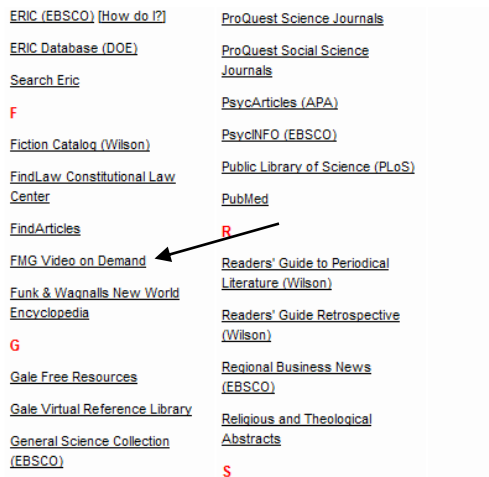 ERIC (EBSCO) [How do I?]
ERIC Database (DOE)
Search Eric
F
Fiction Catalog (Wilson)
FindLaw Constitutional Law
Center
FindArticles
FMG Video on Demand
Funk & Wagnalls New World
Encyclopedia
G
Gale Free Resources
Gale Virtual Reference Library
General Science Collection
(EBSCO)
ProQuest Science Journals
ProQuest Social Science
Journals
PsycArticles (APA)
PsycINFO (EBSCO)
Public Library of Science (PLoS)
PubMed
R
Readers' Guide to Periodical
Literature (Wilson)
Readers' Guide Retrospective
(Wilson)
Regional Business News
(EBSCO)
Religious and Theological
Abstracts
S